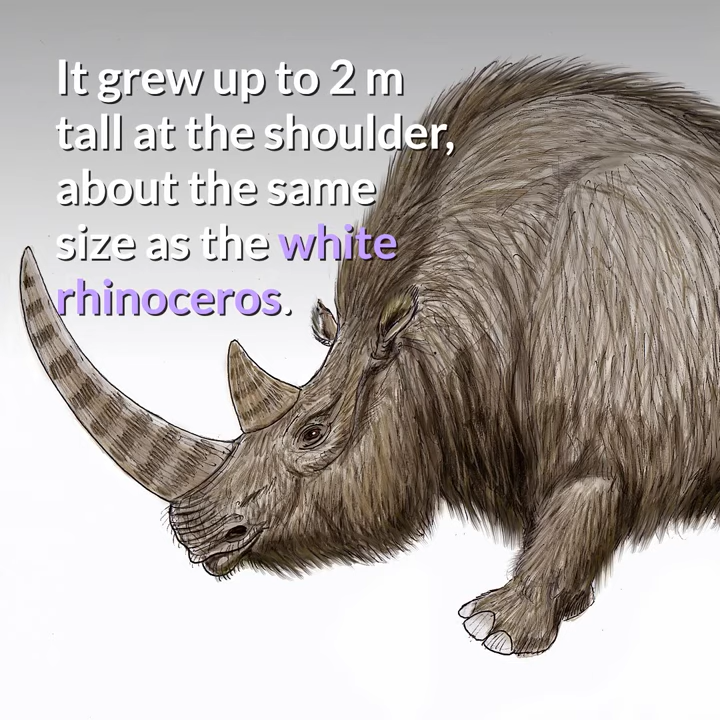 It grew up to 2 m
tall at the shoulder,
about the same
size as the white
rhinoceros.